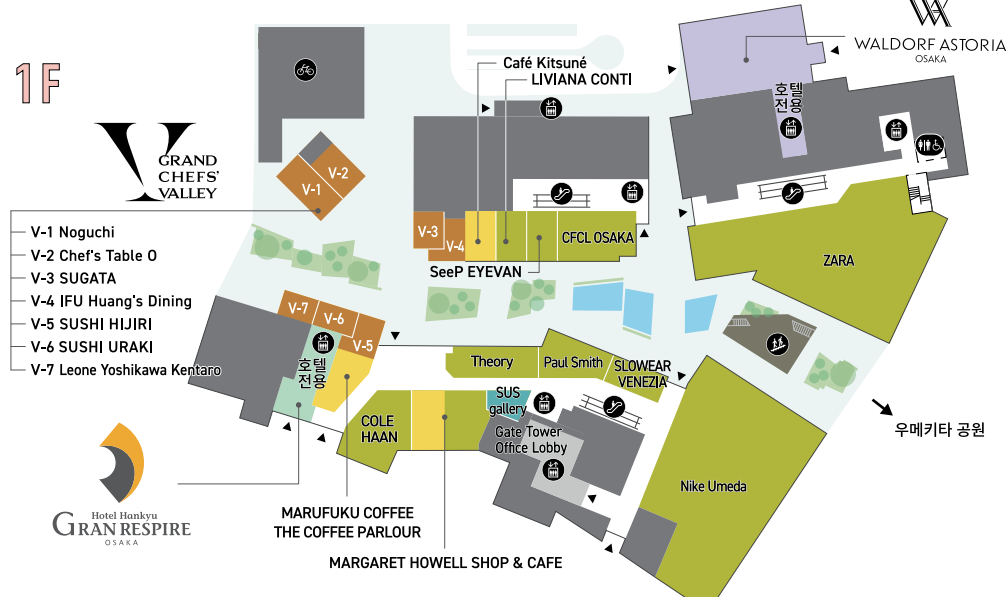 1F
GRAND
CHEFS'
VALLEY
V-1 Noguchi
V-2 Chef's Table O
V-3 SUGATA
V-4 IFU Huang's Dining
V-5 SUSHI HIJIRI
V-6 SUSHI URAKI
V-7 Leone Yoshikawa Kentaro
V-1
V-2
Café Kitsuné
LIVIANA CONTI
WALDORF ASTORIA
OSAKA
호텔
전용
V-3
V-4
CFCL OSAKA
SeeP EYEVAN
ZARA
V-7
V-6
V-5
호텔
전용
Theory
Paul Smith
SLOWEAR
VENEZIA
COLE
HAAN
SUS
gallery
Gate Tower
Office Lobby
Nike Umeda
우메키타 공원
Hotel Hankyu
GRAN RESPIRE
OSAKA
MARUFUKU COFFEE
THE COFFEE PARLOUR
MARGARET HOWELL SHOP & CAFE